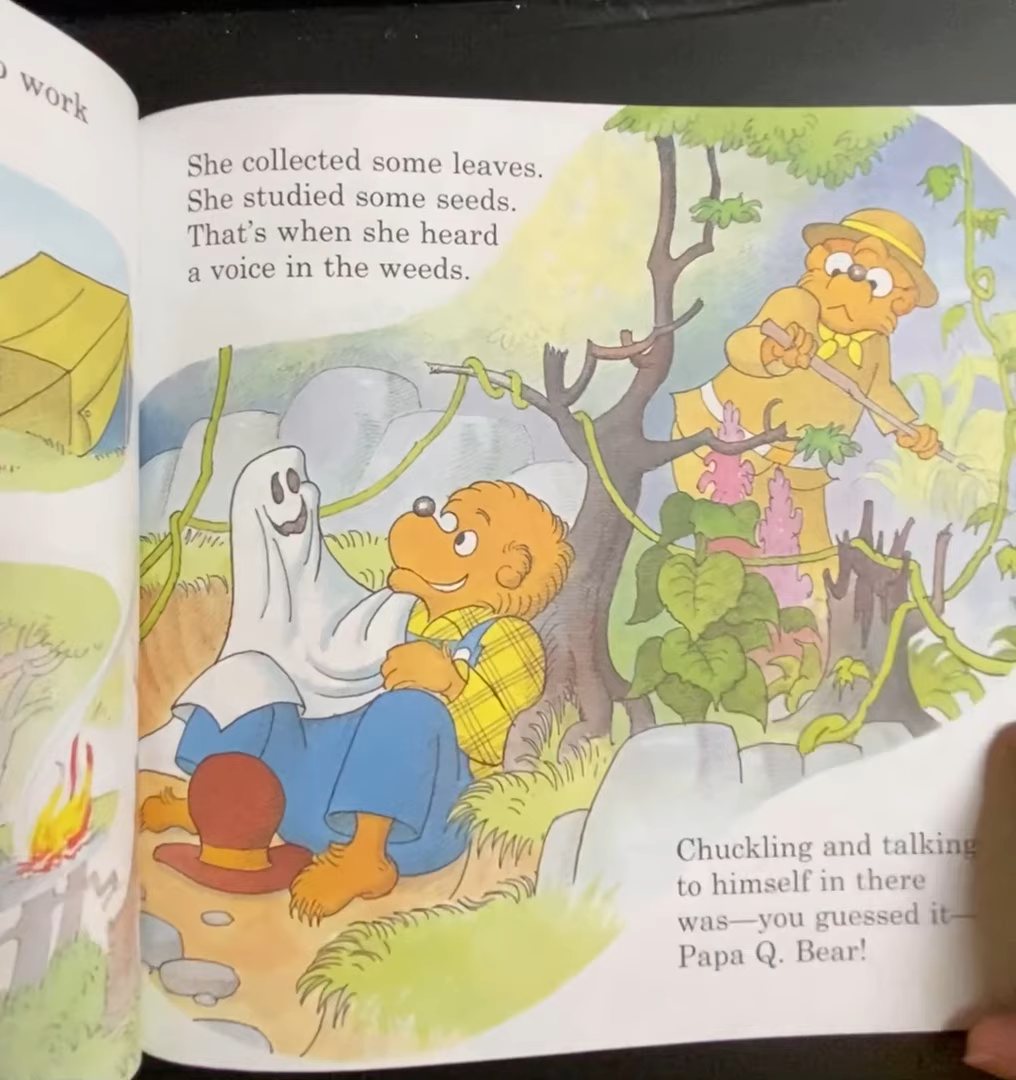 work
She collected some leaves.
She studied some seeds.
That's when she heard
a voice in the weeds.
Chuckling and talking
to himself in there
was—you guessed it—
Papa Q. Bear!